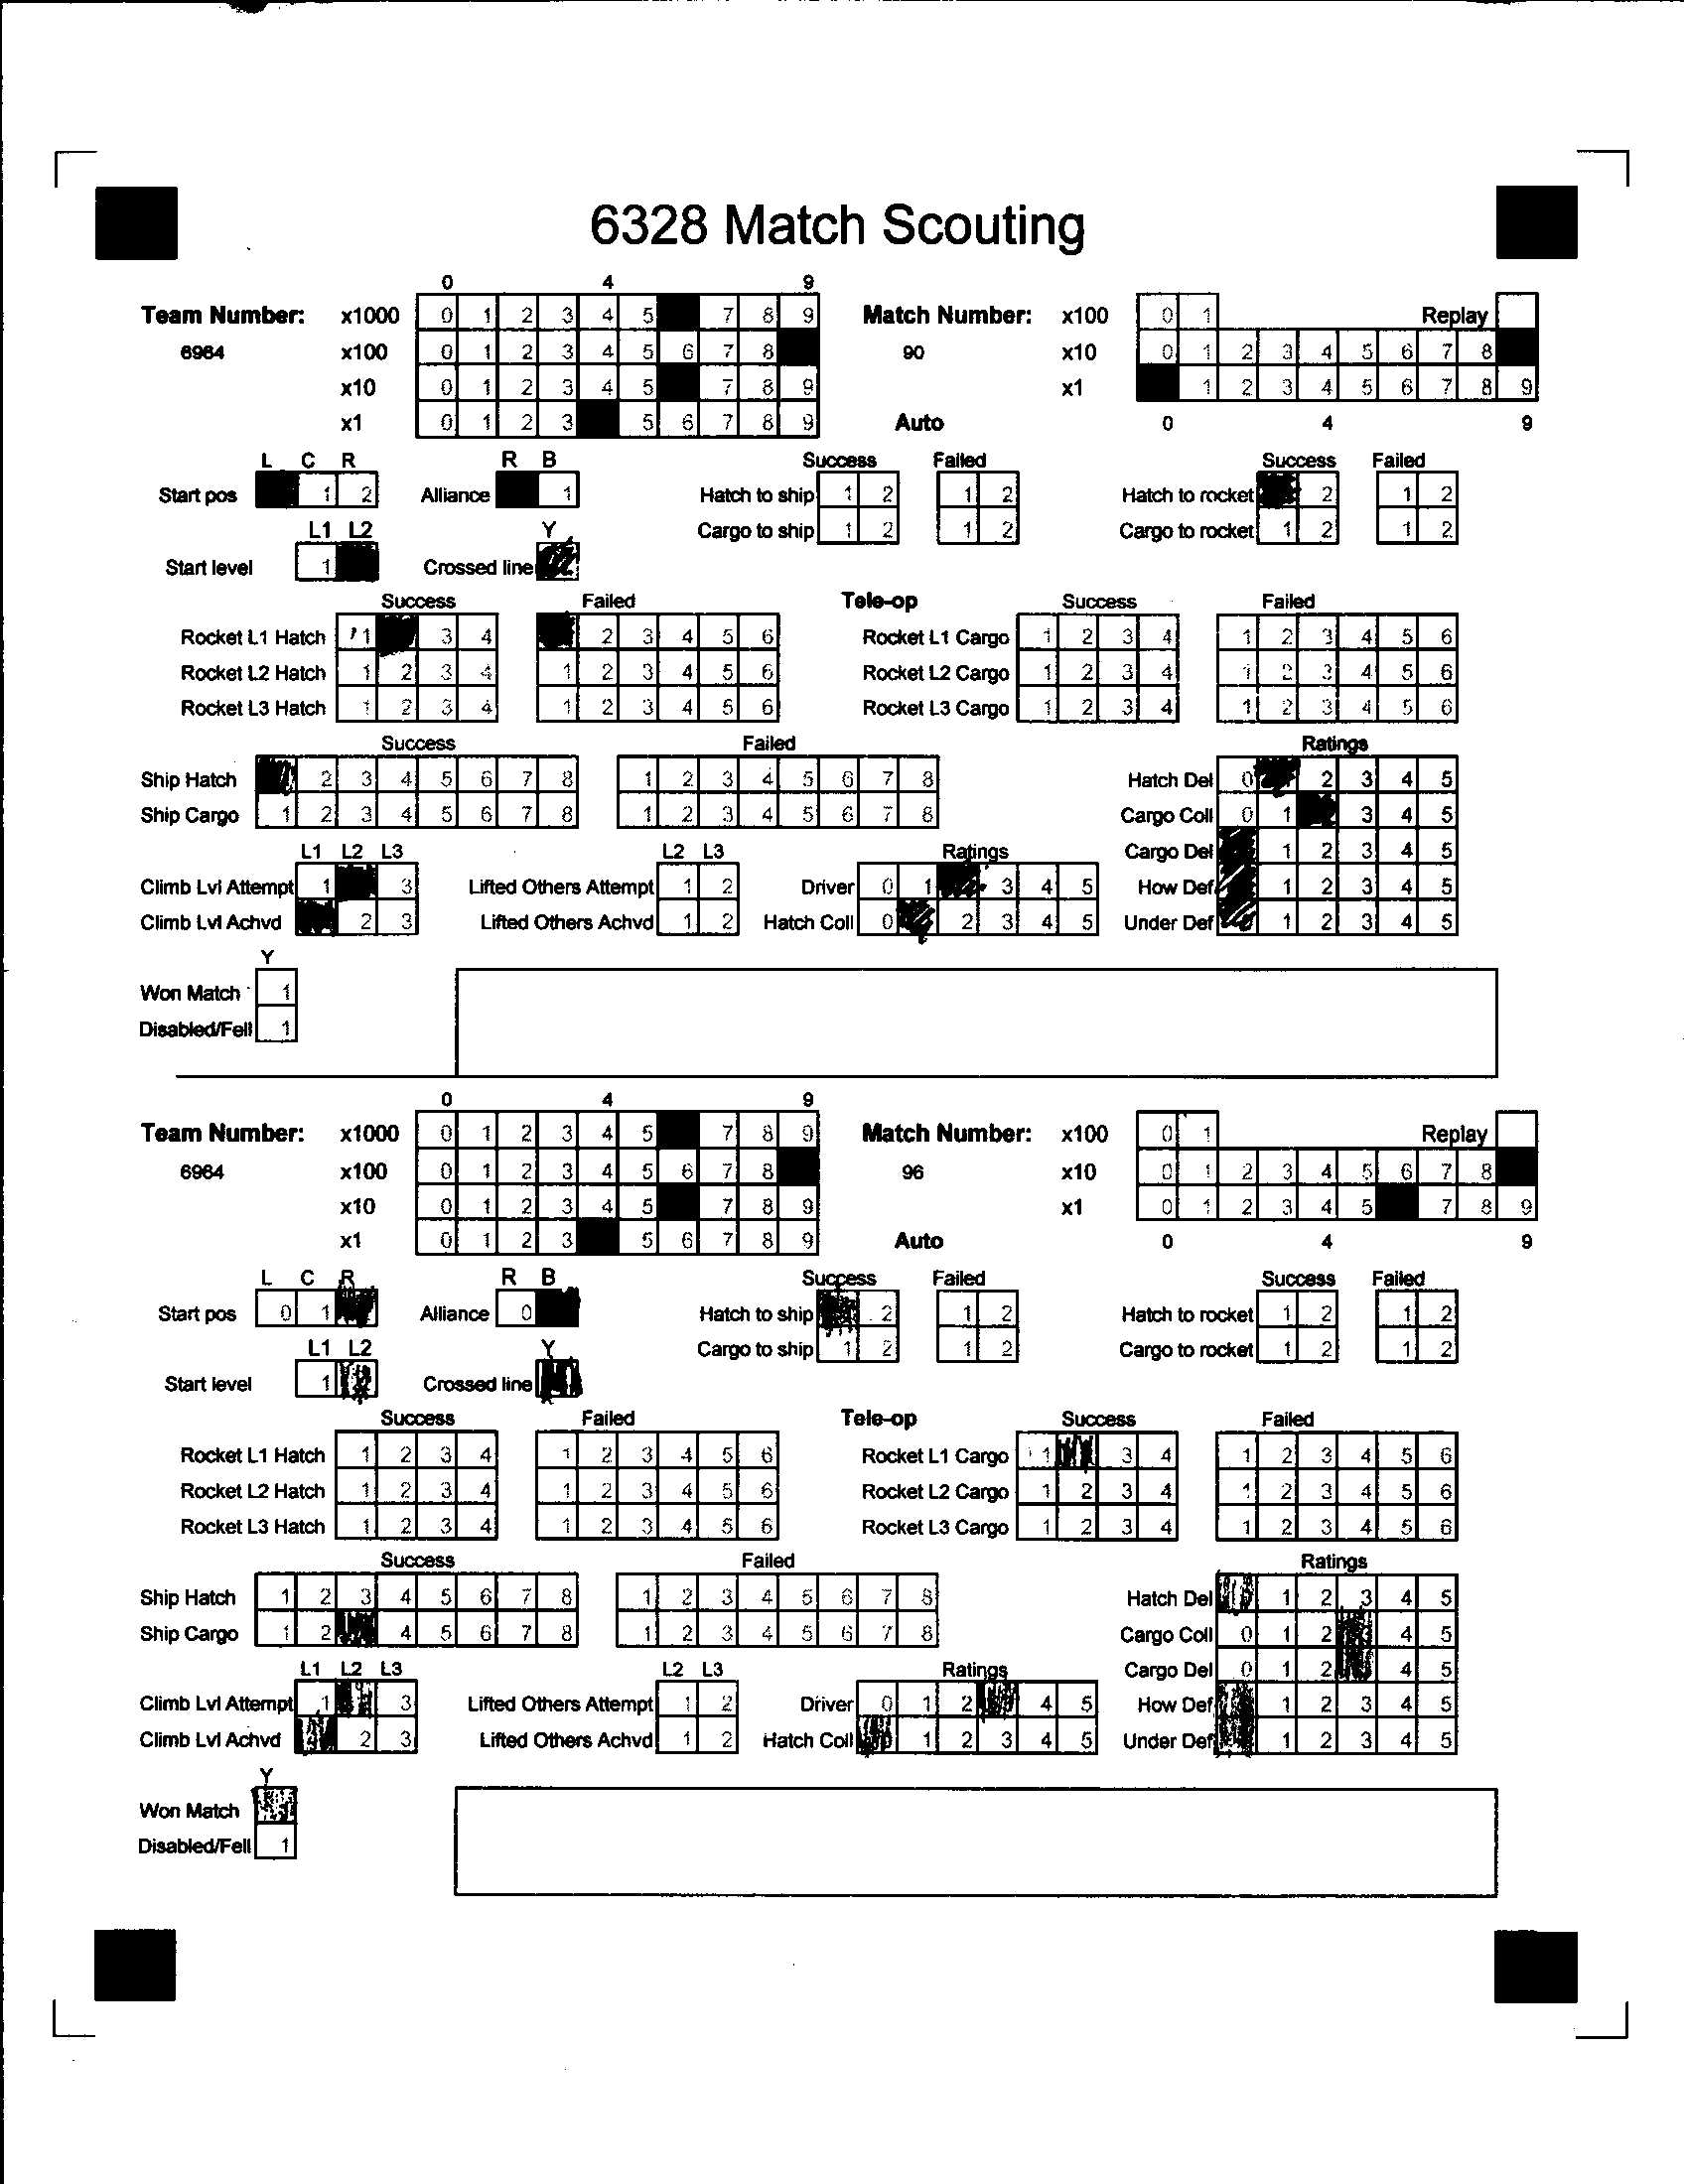 6328 Match Scouting
0 4 9
Team Number: x1000 0 1 2 3 4 5 7 8 9 Match Number: x100 0 1 Replay
6964 x100 0 1 2 3 4 5 6 7 8 90 x10 0 1 2 3 4 5 6 7 8
x10 0 1 2 3 4 5 7 8 9 x1 1 2 3 4 5 6 7 8 9
x1 0 1 2 3 5 6 7 8 9 Auto 0 4 9
L C R R B Success Failed Success Failed
Start pos 1 2 Alliance 1 Hatch to ship 1 2 1 2 Hatch to rocket 2 1 2
L1 L2 Y Cargo to ship 1 2 1 2 Cargo to rocket 1 2 1 2
Start level 1 Crossed line
Success Failed Tele-op Success Failed
Rocket L1 Hatch 1 3 4 2 3 4 5 6 Rocket L1 Cargo 1 2 3 4 1 2 3 4 5 6
Rocket L2 Hatch 1 2 3 4 1 2 3 4 5 6 Rocket L2 Cargo 1 2 3 4 1 2 3 4 5 6
Rocket L3 Hatch 1 2 3 4 1 2 3 4 5 6 Rocket L3 Cargo 1 2 3 4 1 2 3 4 5 6
Success Failed Ratings
Ship Hatch 2 3 4 5 6 7 8 1 2 3 4 5 6 7 8 Hatch Del 0 2 3 4 5
Ship Cargo 1 2 3 4 5 6 7 8 1 2 3 4 5 6 7 8 Cargo Coll 0 1 3 4 5
L1 L2 L3 L2 L3 Ratings Cargo Del 1 2 3 4 5
Climb Lvl Attempt 1 3 Lifted Others Attempt 1 2 Driver 0 1 3 4 5 How Def 1 2 3 4 5
Climb Lvl Achvd 2 3 Lifted Others Achvd 1 2 Hatch Coll 0 2 3 4 5 Under Def 1 2 3 4 5
Y
Won Match 1
Disabled/Fell 1
0 4 9
Team Number: x1000 0 1 2 3 4 5 7 8 9 Match Number: x100 0 1 Replay
6964 x100 0 1 2 3 4 5 6 7 8 96 x10 0 1 2 3 4 5 6 7 8
x10 0 1 2 3 4 5 7 8 9 x1 0 1 2 3 4 5 7 8 9
x1 0 1 2 3 5 6 7 8 9 Auto 0 4 9
L C R R B Success Failed Success Failed
Start pos 0 1 Alliance 0 Hatch to ship 2 1 2 Hatch to rocket 1 2 1 2
L1 L2 Y Cargo to ship 1 2 1 2 Cargo to rocket 1 2 1 2
Start level 1 Crossed line
Success Failed Tele-op Success Failed
Rocket L1 Hatch 1 2 3 4 1 2 3 4 5 6 Rocket L1 Cargo 1 3 4 1 2 3 4 5 6
Rocket L2 Hatch 1 2 3 4 1 2 3 4 5 6 Rocket L2 Cargo 1 2 3 4 1 2 3 4 5 6
Rocket L3 Hatch 1 2 3 4 1 2 3 4 5 6 Rocket L3 Cargo 1 2 3 4 1 2 3 4 5 6
Success Failed Ratings
Ship Hatch 1 2 3 4 5 6 7 8 1 2 3 4 5 6 7 8 Hatch Del 1 2 3 4 5
Ship Cargo 1 2 4 5 6 7 8 1 2 3 4 5 6 7 8 Cargo Coll 0 1 2 4 5
L1 L2 L3 L2 L3 Ratings Cargo Del 0 1 2 4 5
Climb Lvl Attempt 1 3 Lifted Others Attempt 1 2 Driver 0 1 2 4 5 How Def 1 2 3 4 5
Climb Lvl Achvd 2 3 Lifted Others Achvd 1 2 Hatch Coll 1 2 3 4 5 Under Def 1 2 3 4 5
Y
Won Match
Disabled/Fell 1